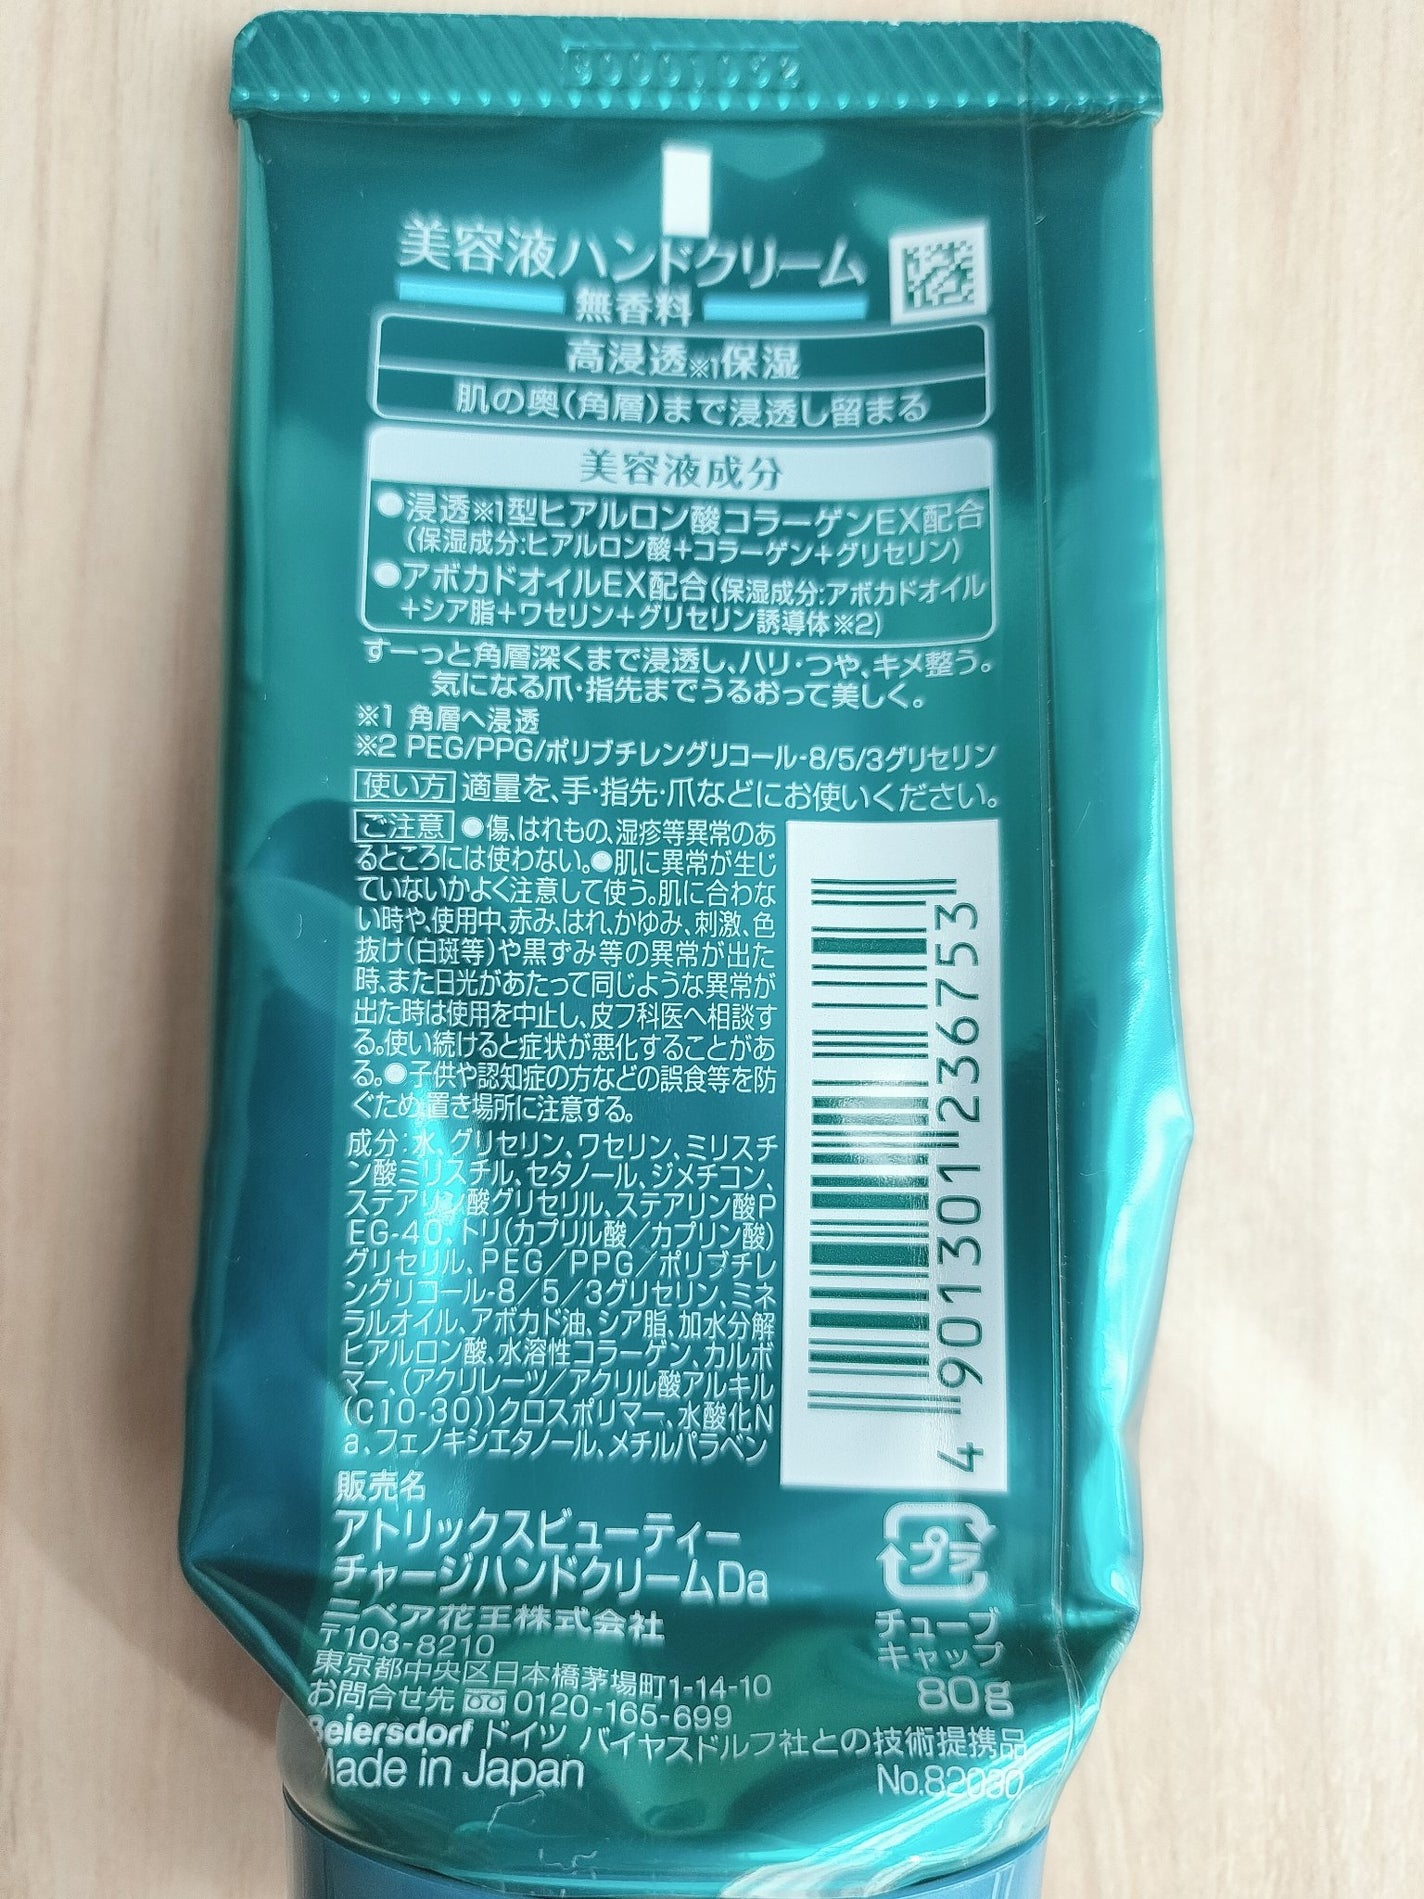 美容液ハンドクリーム
無香料
高浸透※1保湿
肌の奥(角層)まで浸透し留まる
美容液成分
●浸透※1型ヒアルロン酸コラーゲンEX配合
(保湿成分:ヒアルロン酸+コラーゲン+グリセリン)
●アボカドオイルEX配合(保湿成分:アボカドオイル
+シア脂+ワセリン+グリセリン誘導体※2)
すーっと角層深くまで浸透し、ハリ・つや、キメ整う。
気になる爪・指先までうるおって美しく。
※1 角層へ浸透
※2 PEG/PPG/ポリブチレングリコール-8/5/3グリセリン
使い方 適量を、手・指先・爪などにお使いください。
ご注意 ●傷、はれもの、湿疹等異常のあ
るところには使わない。●肌に異常が生じ
ていないかよく注意して使う。肌に合わな
い時や、使用中、赤み、はれ、かゆみ、刺激、色
抜け(白斑等)や黒ずみ等の異常が出た
時、また日光があたって同じような異常が
出た時は使用を中止し、皮フ科医へ相談す
る。使い続けると症状が悪化することがあ
る。●子供や認知症の方などの誤食等を防
ぐため、置き場所に注意する。
成分:水、グリセリン、ワセリン、ミリスチ
ン酸ミリスチル、セタノール、ジメチコン、
ステアリン酸グリセリル、ステアリン酸P
EG-40、トリ(カプリル酸/カプリン酸)
グリセリル、PEG/PPG/ポリブチレ
ングリコール-8/5/3グリセリン、ミネ
ラルオイル、アボカド油、シア脂、加水分解
ヒアルロン酸、水溶性コラーゲン、カルボ
マー、(アクリレーツ/アクリル酸アルキル
(C10-30))クロスポリマー、水酸化N
a、フェノキシエタノール、メチルパラベン
4 901301 236753
販売名
アトリックスビューティー
チャージハンドクリームDa
ニベア花王株式会社
〒103-8210
東京都中央区日本橋茅場町1-14-10
お問合せ先 0120-165-699
プラ
チューブ
キャップ
80g
Beiersdorf ドイツ バイヤスドルフ社との技術提携品
Made in Japan